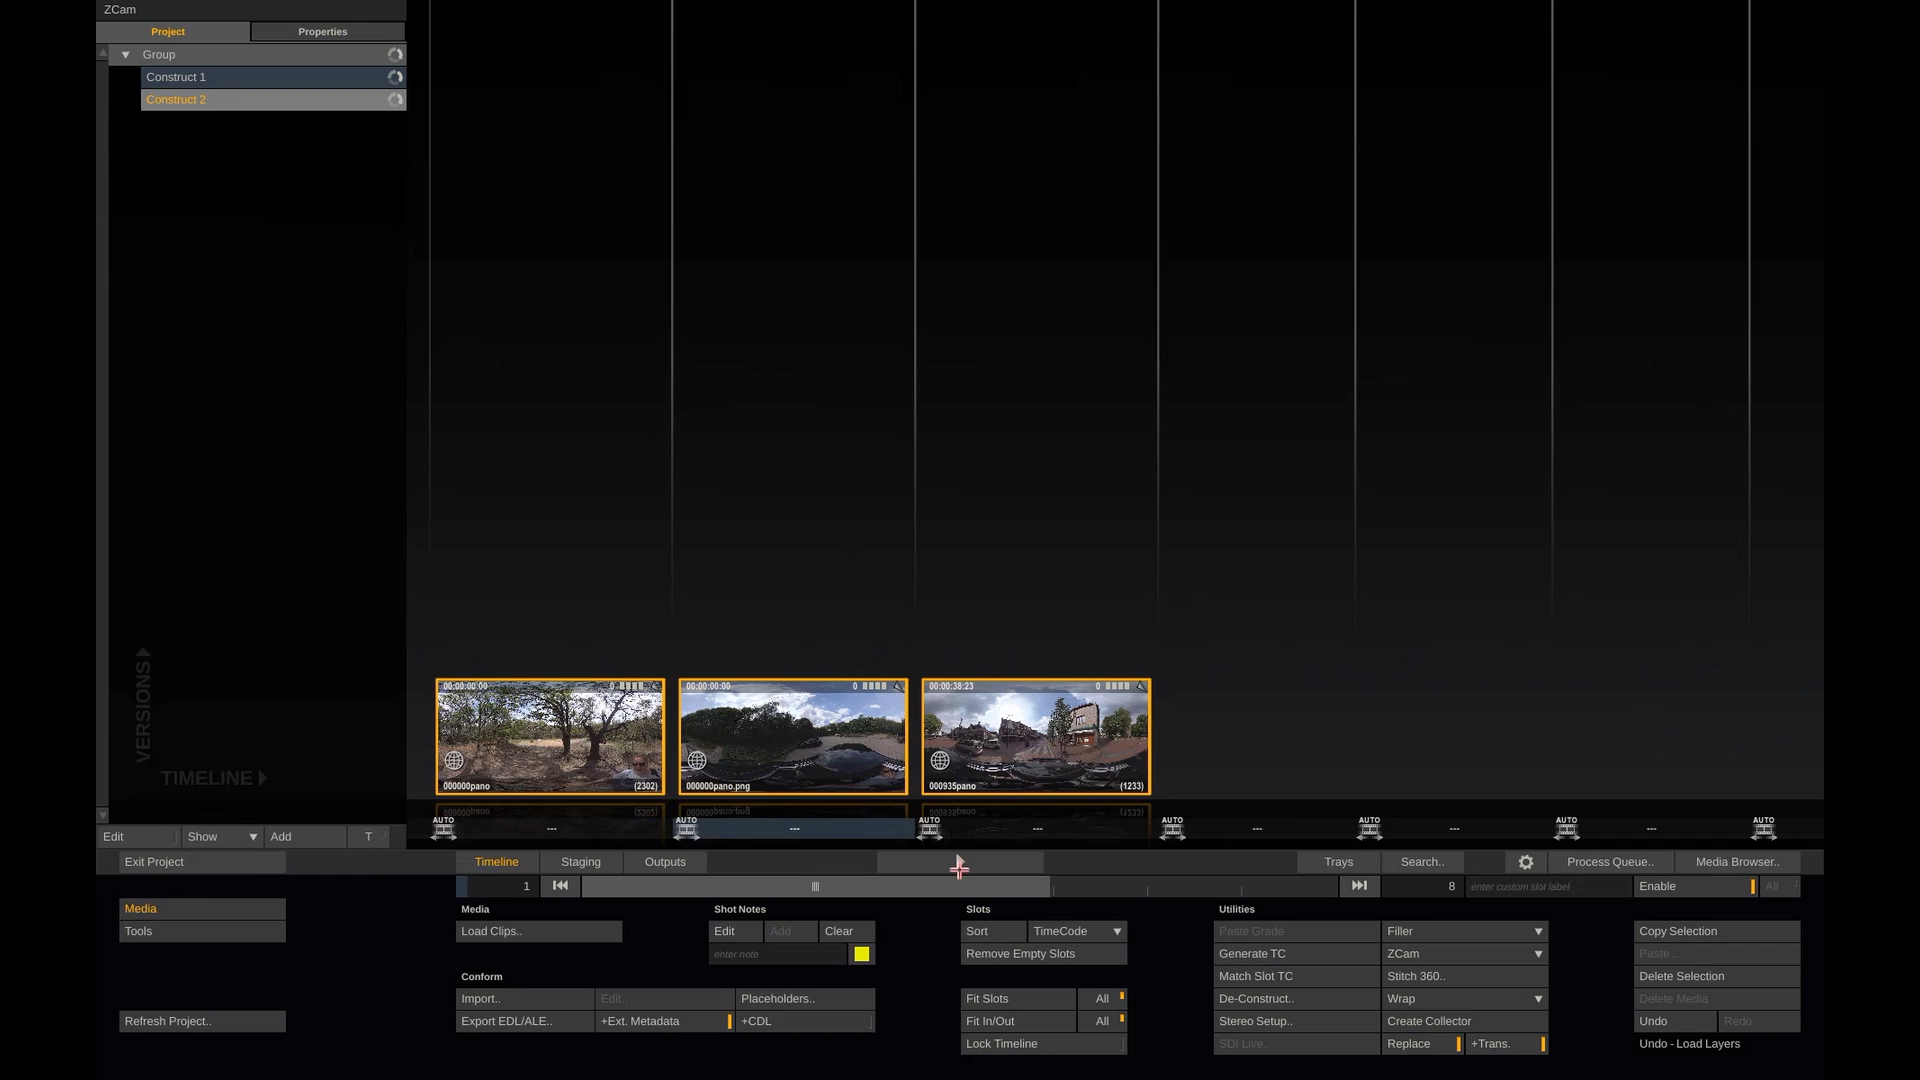 ZCam
Project Properties
Group
Construct 1
Construct 2
VERSIONS
TIMELINE
00:00:00:00 0
000000pano (2302)
00:00:00:00 0
000000pano.png
00:00:38:23 0
000935pano (1233)
AUTO --- AUTO --- AUTO --- AUTO --- AUTO --- AUTO --- AUTO
Edit Show Add T
Exit Project Timeline Staging Outputs Trays Search.. Process Queue.. Media Browser..
1 8 enter custom slot label Enable All
Media
Tools
Refresh Project..
Media
Load Clips..
Conform
Import.. Edit.. Placeholders..
Export EDL/ALE.. +Ext. Metadata +CDL
Shot Notes
Edit Add Clear
enter note
Slots
Sort TimeCode
Remove Empty Slots
Fit Slots All
Fit In/Out All
Lock Timeline
Utilities
Paste Grade Filler
Generate TC ZCam
Match Slot TC Stitch 360..
De-Construct.. Wrap
Stereo Setup.. Create Collector
SDI Live.. Replace +Trans.
Copy Selection
Paste ..
Delete Selection
Delete Media
Undo Redo
Undo - Load Layers